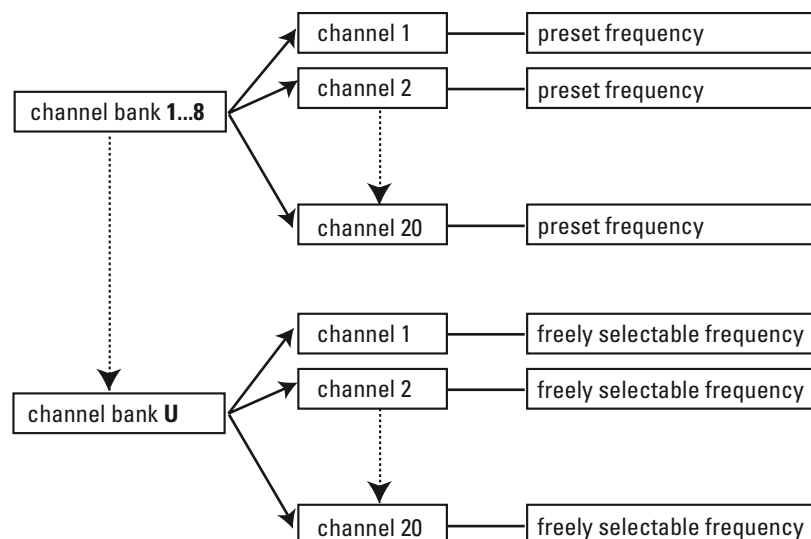 channel 1 preset frequency
channel 2 preset frequency
channel bank 1...8
channel 20 preset frequency
channel 1 freely selectable frequency
channel 2 freely selectable frequency
channel bank U
channel 20 freely selectable frequency